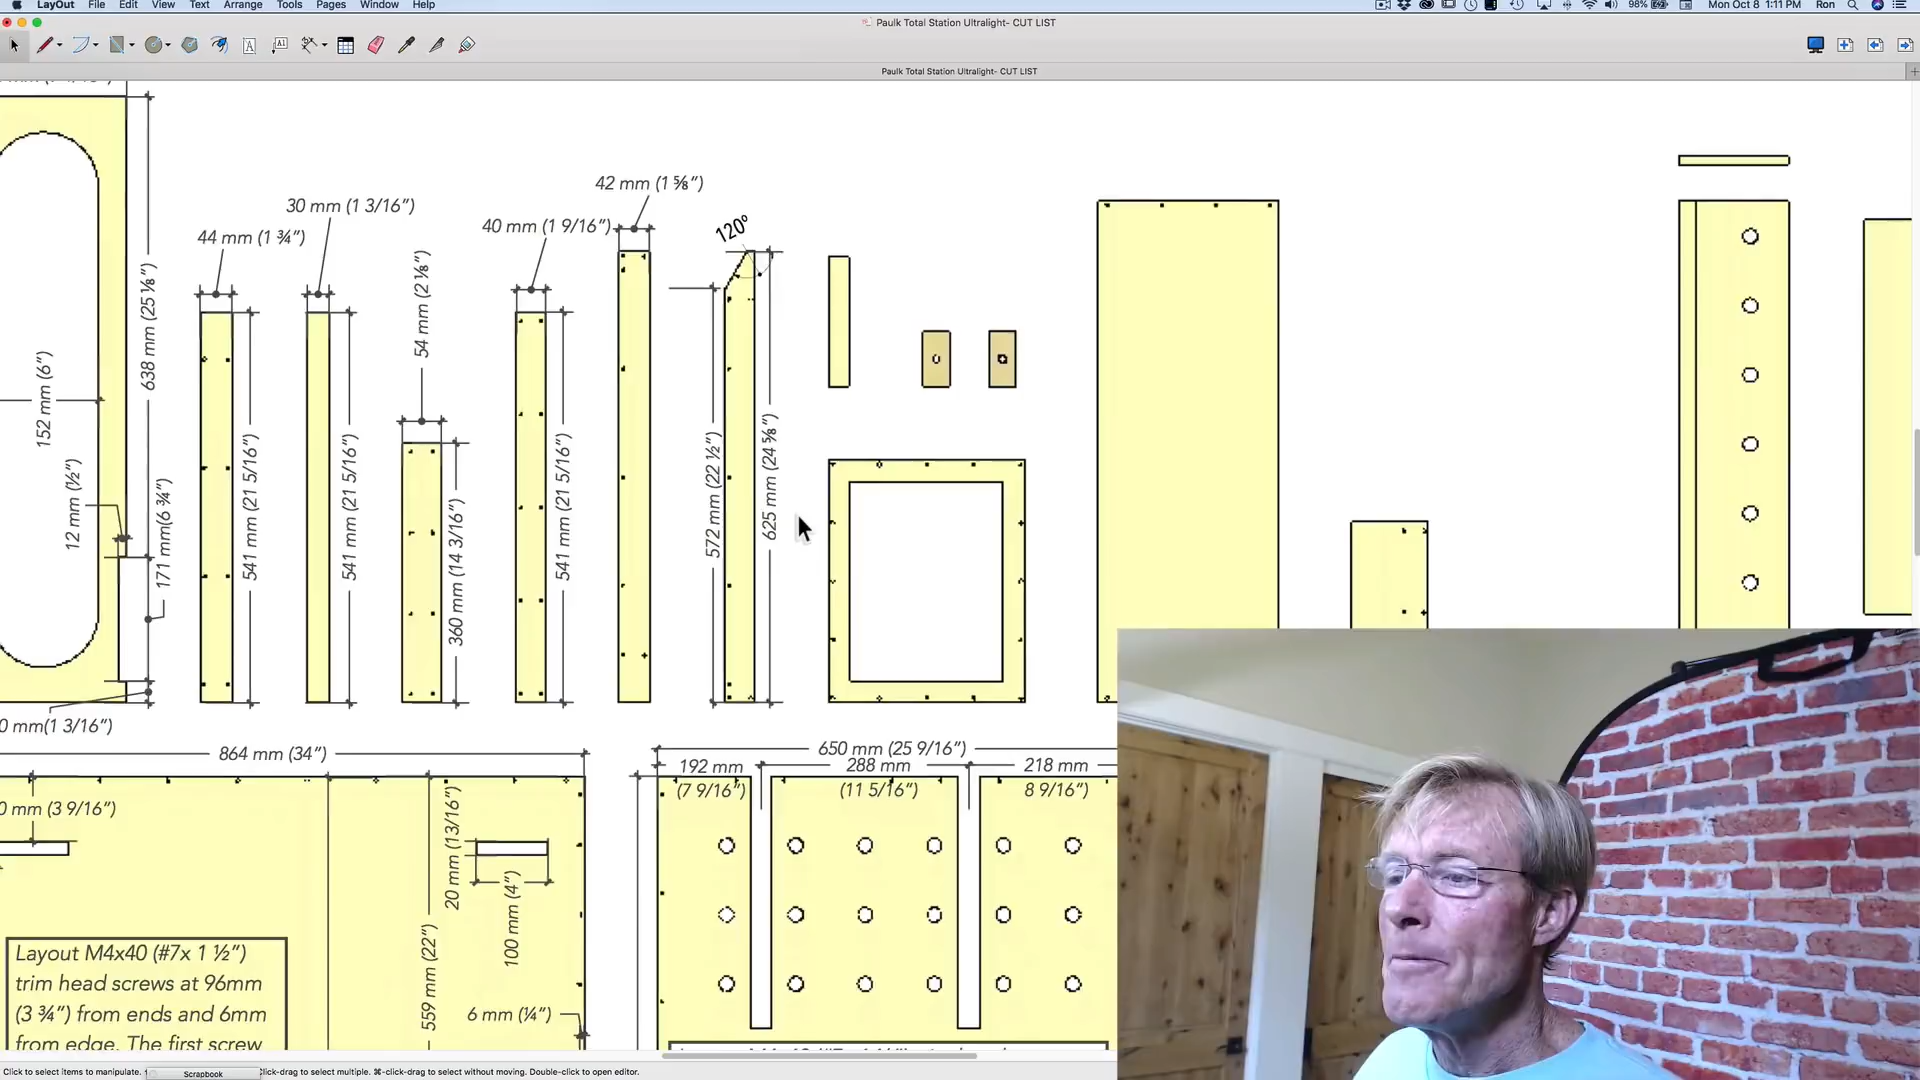 LayOut File Edit View Text Arrange Tools Pages Window Help
98% Mon Oct 8 1:11 PM Ron
Paulk Total Station Ultralight- CUT LIST
Paulk Total Station Ultralight- CUT LIST
42 mm (1 ⅝")
30 mm (1 3/16")
40 mm (1 9/16")
120º
44 mm (1 ¾")
638 mm (25 ⅛")
54 mm (2 ⅛")
152 mm (6")
12 mm (½")
171 mm(6 ¾")
541 mm (21 5/16")
541 mm (21 5/16")
360 mm (14 3/16")
541 mm (21 5/16")
572 mm (22 ½")
625 mm (24 ⅝")
0 mm(1 3/16")
864 mm (34")
650 mm (25 9/16")
192 mm
(7 9/16")
288 mm
(11 5/16")
218 mm
8 9/16")
0 mm (3 9/16")
20 mm (13/16")
100 mm (4")
559 mm (22")
6 mm (¼")
Layout M4x40 (#7x 1 ½")
trim head screws at 96mm
(3 ¾") from ends and 6mm
from edge. The first screw
Click to select items to manipulate.
Scrapbook
Click-drag to select multiple. ⌘-click-drag to select without moving. Double-click to open editor.